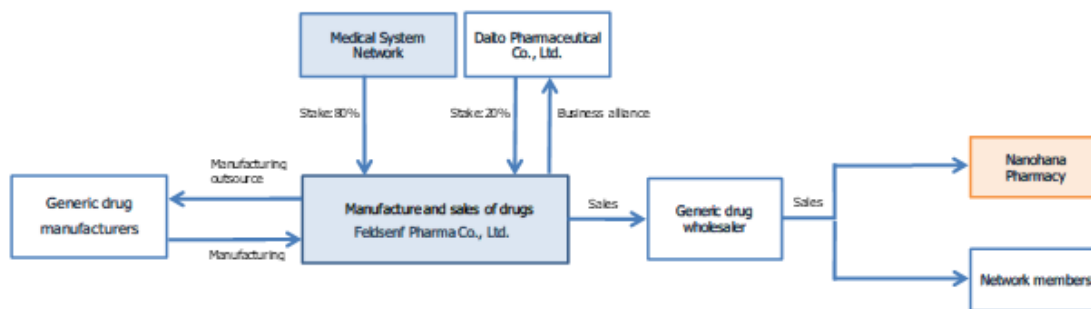 Medical System
Network
Daito Pharmaceutical
Co., Ltd.
Stake: 80%
Stake: 20%
Business alliance
Manufacturing
outsource
Generic drug
manufacturers
Manufacturing
Manufacture and sales of drugs
Feldsenf Pharma Co., Ltd.
Sales
Generic drug
wholesaler
Sales
Nanohana
Pharmacy
Network members